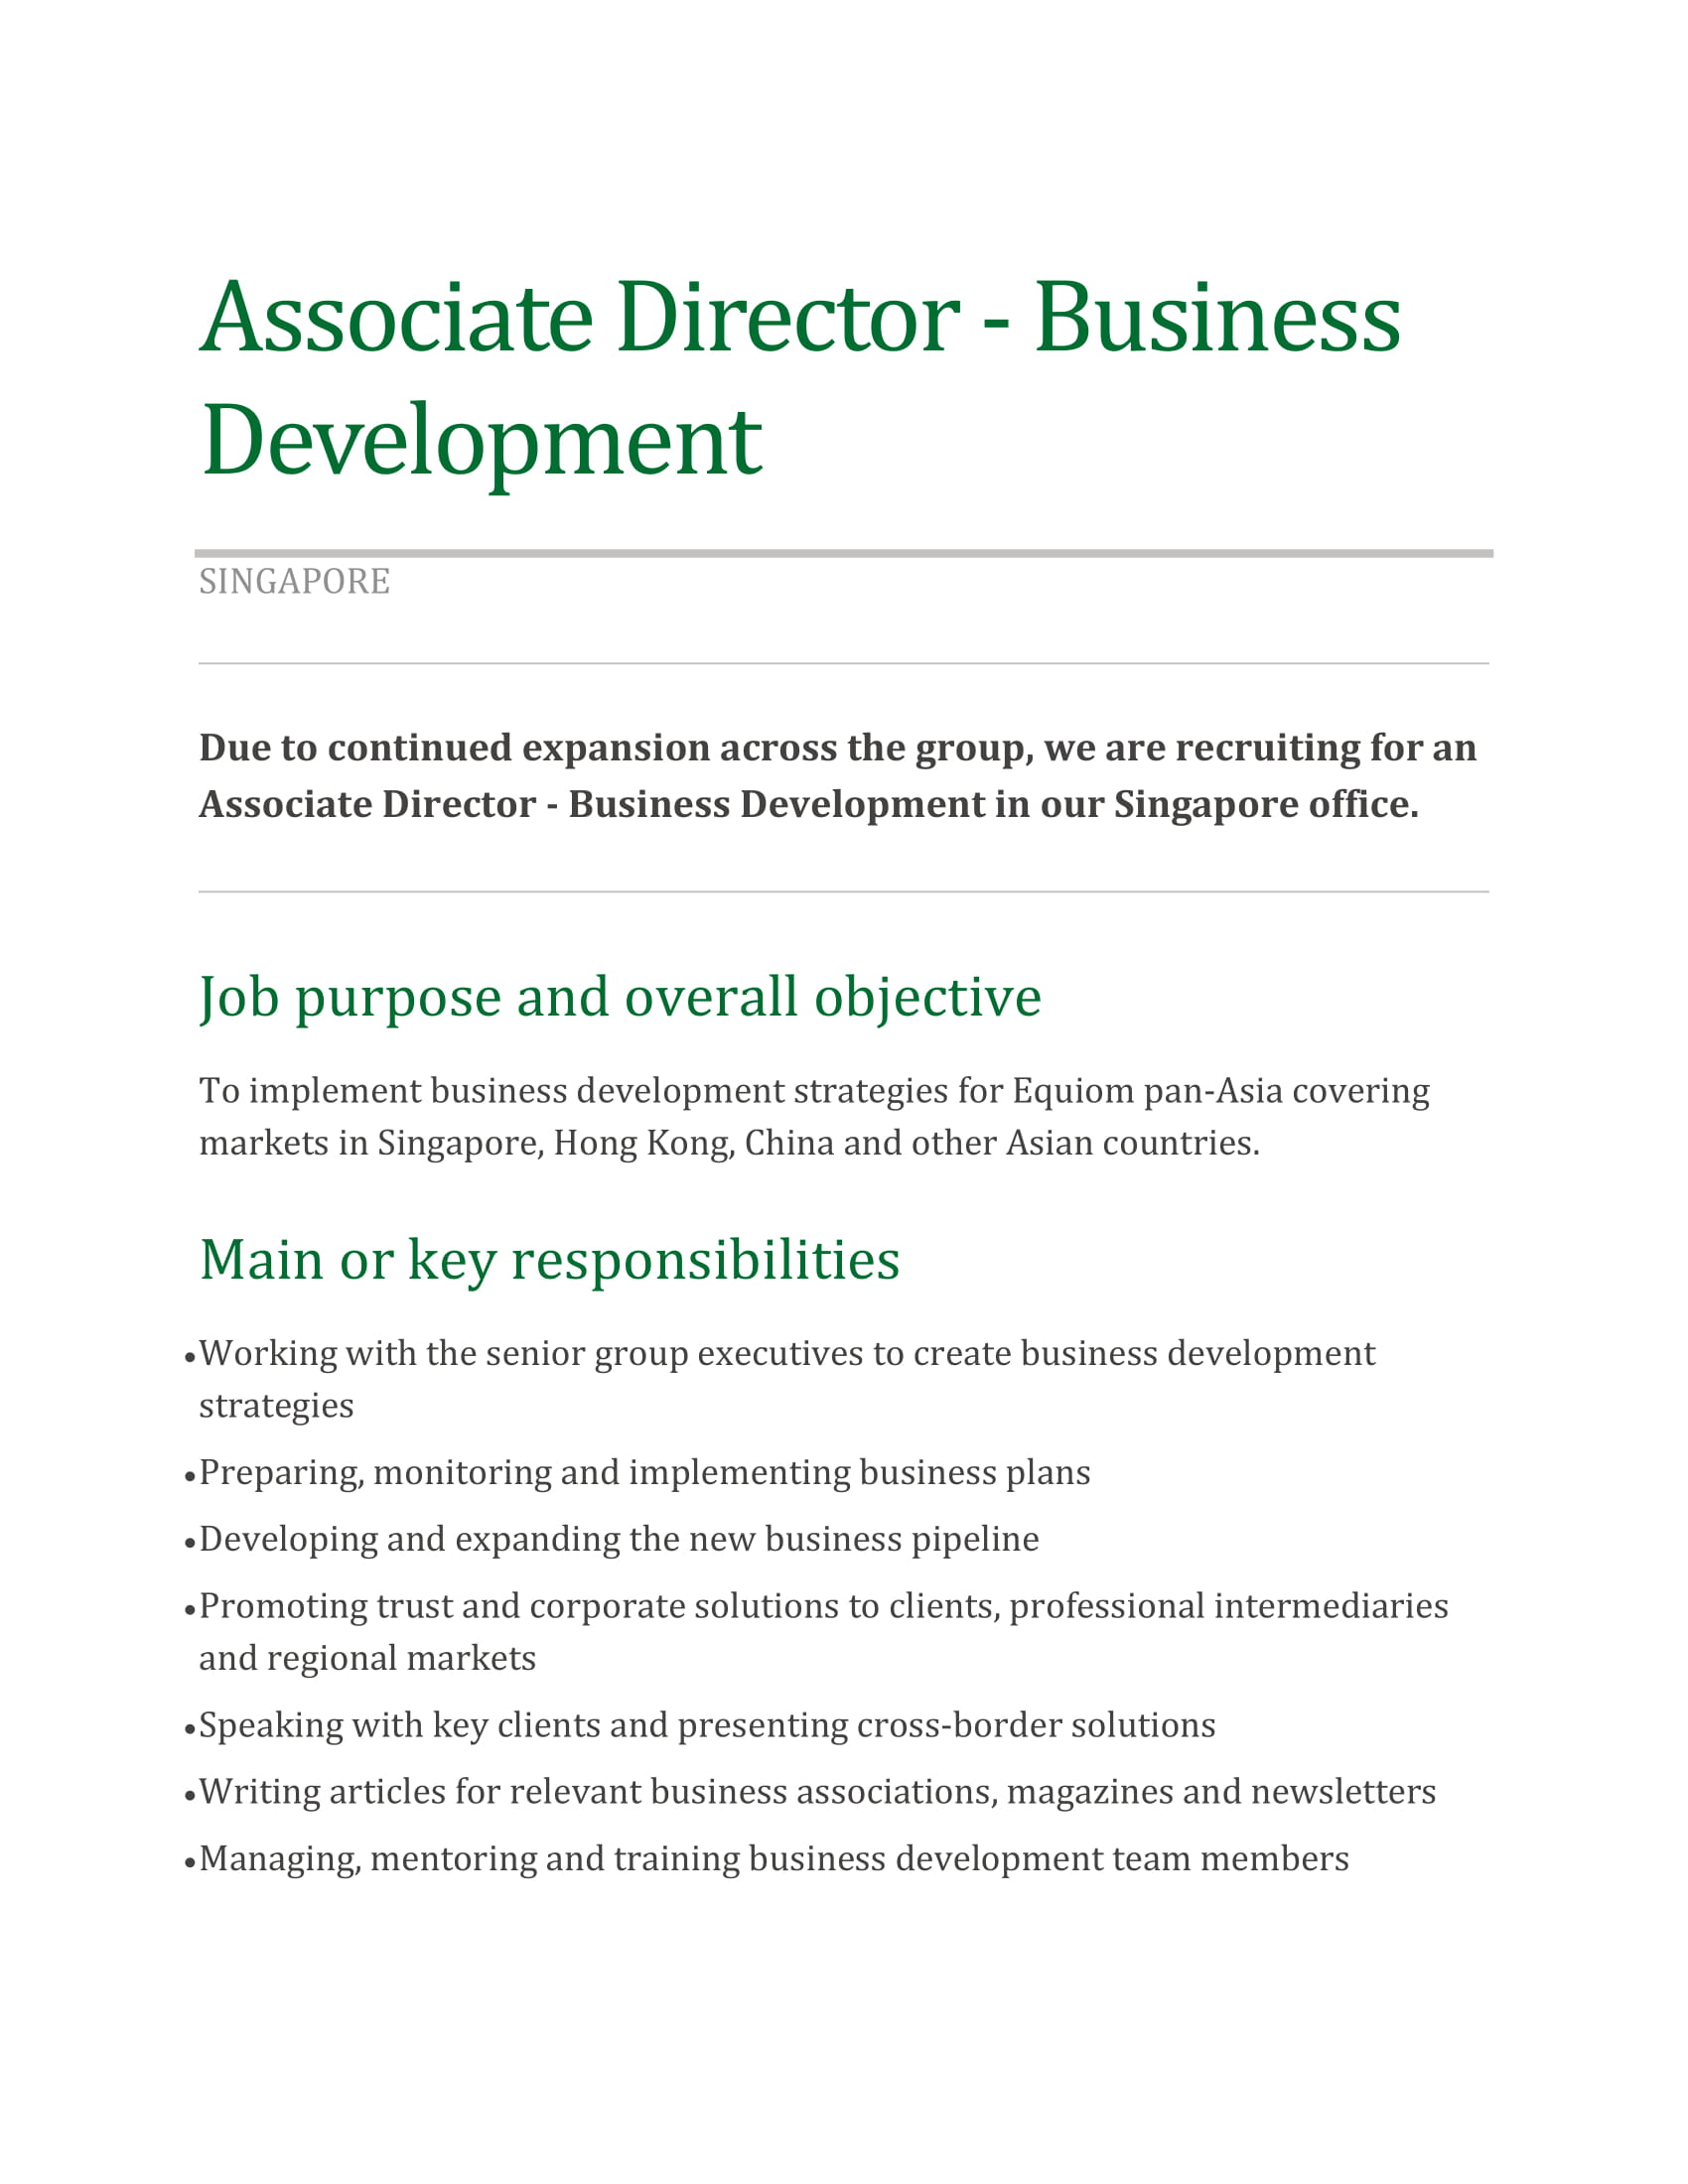 Associate Director - Business
Development
SINGAPORE
Due to continued expansion across the group, we are recruiting for an
Associate Director - Business Development in our Singapore office.
Job purpose and overall objective
To implement business development strategies for Equiom pan-Asia covering
markets in Singapore, Hong Kong, China and other Asian countries.
Main or key responsibilities
•Working with the senior group executives to create business development
strategies
•Preparing, monitoring and implementing business plans
•Developing and expanding the new business pipeline
•Promoting trust and corporate solutions to clients, professional intermediaries
and regional markets
•Speaking with key clients and presenting cross-border solutions
•Writing articles for relevant business associations, magazines and newsletters
•Managing, mentoring and training business development team members